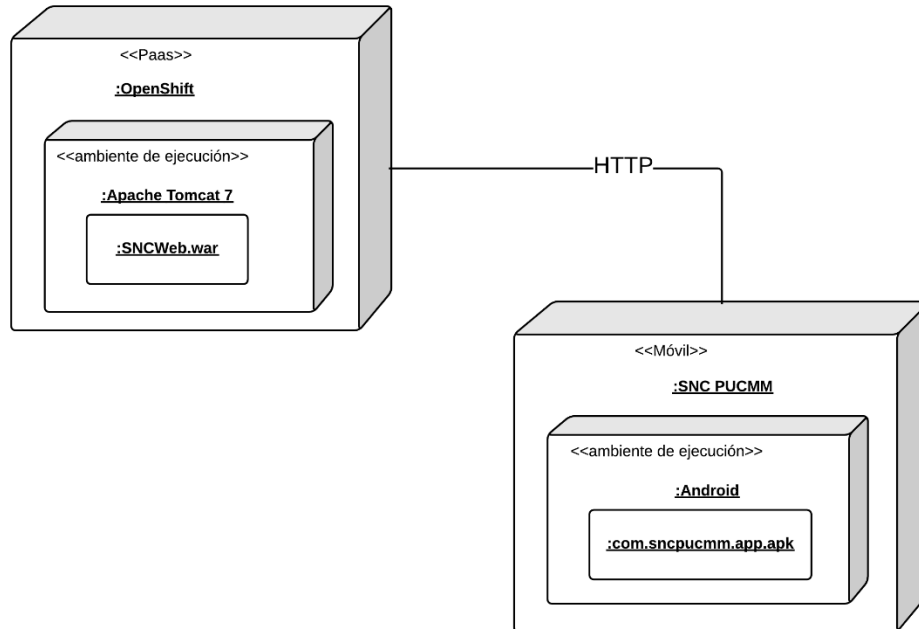 <<Paas>>
:OpenShift
<<ambiente de ejecución>>
:Apache Tomcat 7
:SNCWeb.war
HTTP
<<Móvil>>
:SNC PUCMM
<<ambiente de ejecución>>
:Android
:com.sncpucmm.app.apk